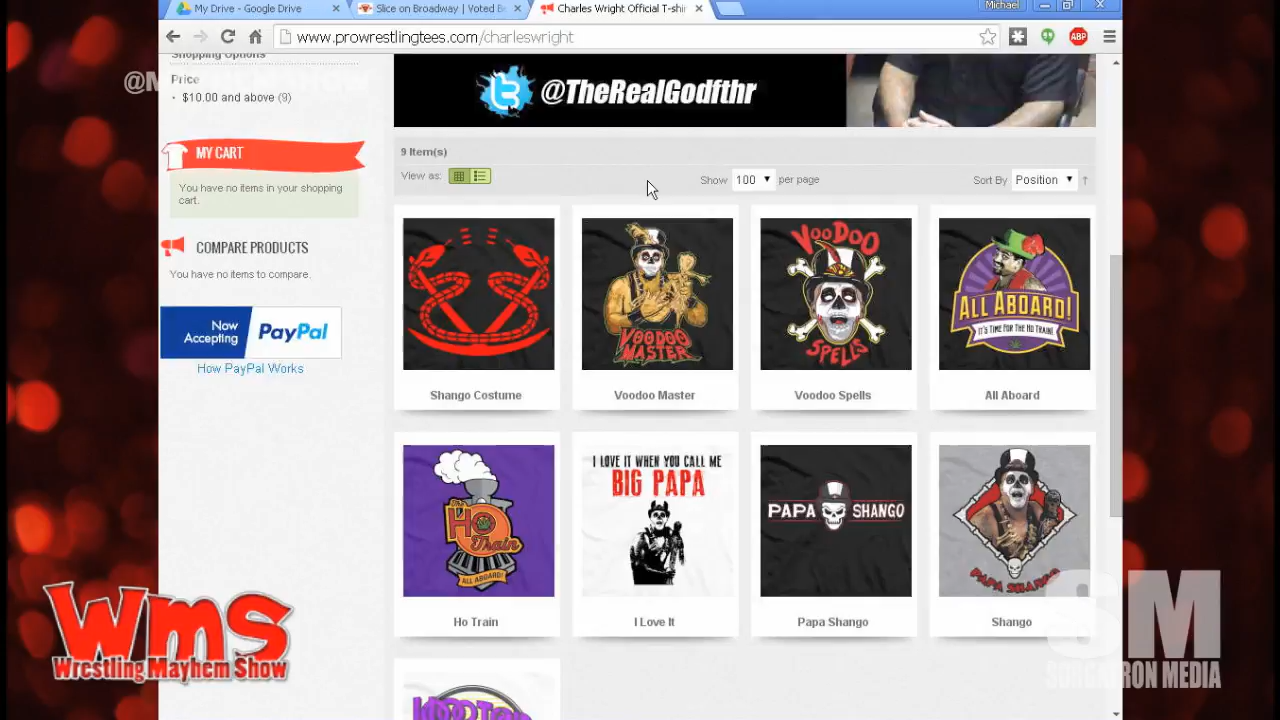 My Drive - Google Drive
Slice on Broadway | Voted B
Charles Wright Official T-shi
Michael
www.prowrestlingtees.com/charleswright
ABP
Shopping Options
Price
$10.00 and above (9)
@TheRealGodfthr
MY CART
You have no items in your shopping
cart.
COMPARE PRODUCTS
You have no items to compare.
Now
Accepting
PayPal
How PayPal Works
9 Item(s)
View as:
Show 100 per page
Sort By Position
VOODOO
MASTER
VOODOO
SPELLS
ALL ABOARD!
IT'S TIME FOR THE HO TRAIN!
Shango Costume
Voodoo Master
Voodoo Spells
All Aboard
Ho
Train
ALL ABOARD!
I LOVE IT WHEN YOU CALL ME
BIG PAPA
PAPA SHANGO
PAPA SHANGO
Ho Train
I Love It
Papa Shango
Shango
WMS
Wrestling Mayhem Show
SM
SORGATRON MEDIA